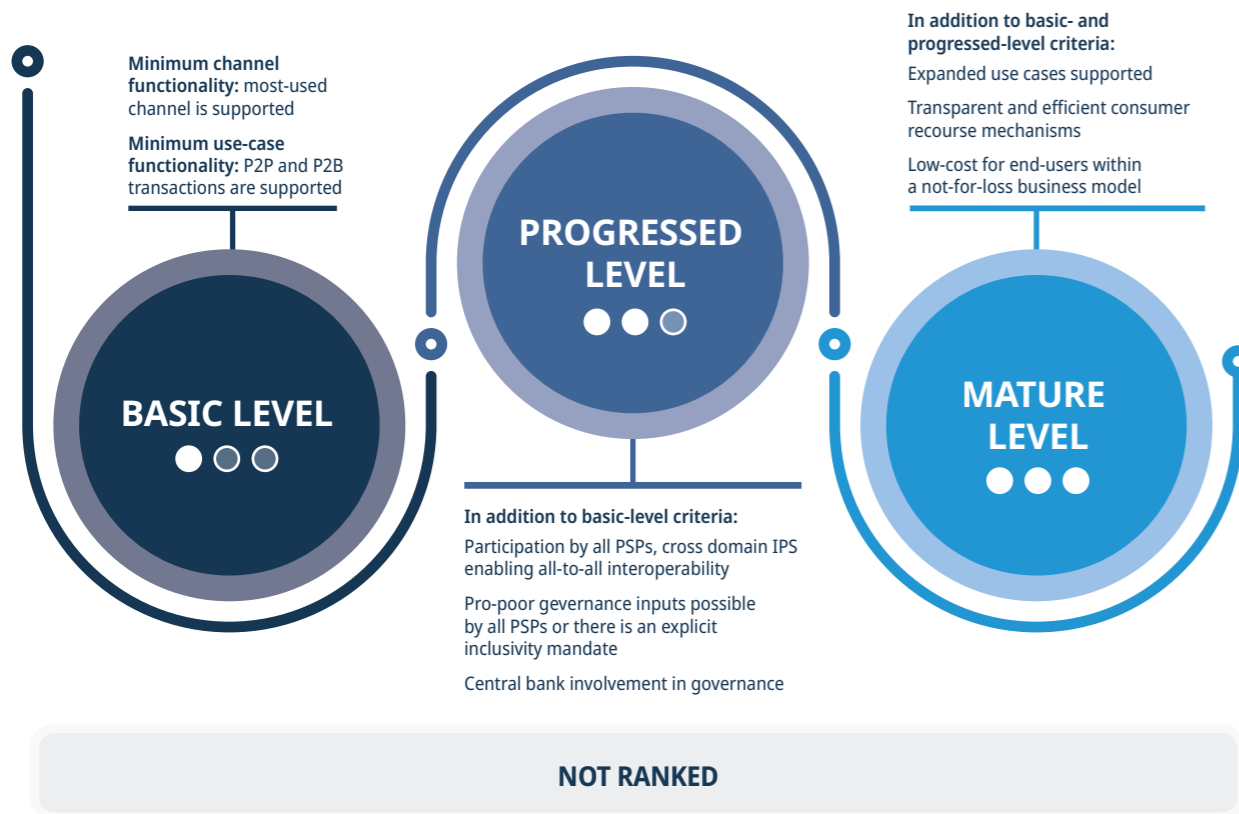 Minimum channel
functionality: most-used
channel is supported
Minimum use-case
functionality: P2P and P2B
transactions are supported
BASIC LEVEL
PROGRESSED
LEVEL
In addition to basic-level criteria:
Participation by all PSPs, cross domain IPS
enabling all-to-all interoperability
Pro-poor gevernance inputs possible
by all PSPs or there is an explicit
inclusivity mandate
Central bank involvement in governance
In addition to basic- and
progressed-level criteria:
Expanded use cases supported
Transparent and efficient consumer
recourse mechanisms
Low-cost for end-users within
a not-for-loss business model
MATURE
LEVEL
NOT RANKED